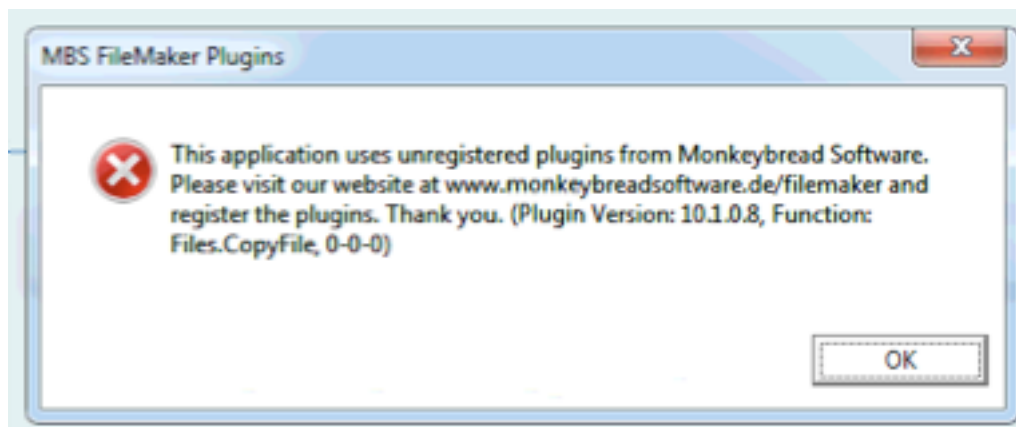 MBS FileMaker Plugins
This application uses unregistered plugins from Monkeybread Software.
Please visit our website at www.monkeybreadsoftware.de/filemaker and
register the plugins. Thank you. (Plugin Version: 10.1.0.8, Function:
Files.CopyFile, 0-0-0)
OK